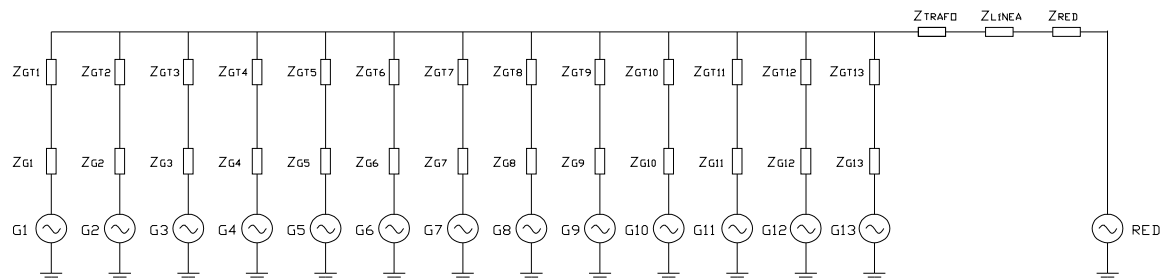 ZTRAFO ZL1NEA ZRED
ZGT1 ZGT2 ZGT3 ZGT4 ZGT5 ZGT6 ZGT7 ZGT8 ZGT9 ZGT10 ZGT11 ZGT12 ZGT13
ZG1 ZG2 ZG3 ZG4 ZG5 ZG6 ZG7 ZG8 ZG9 ZG10 ZG11 ZG12 ZG13
G1 G2 G3 G4 G5 G6 G7 G8 G9 G10 G11 G12 G13 RED